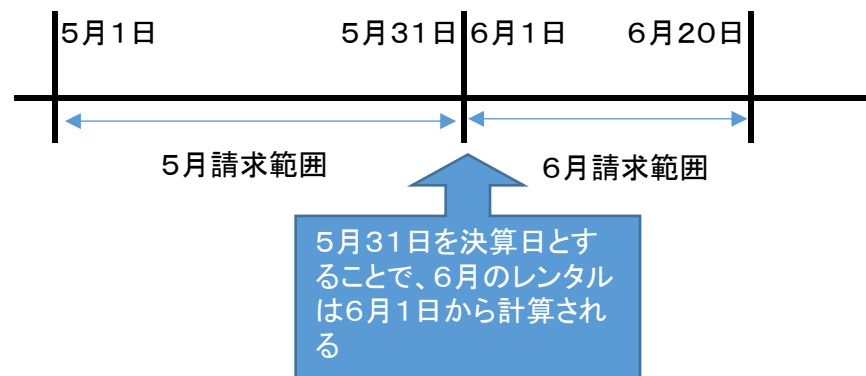 5月1日
5月31日
6月1日
6月20日
5月請求範囲
6月請求範囲
5月31日を決算日とす
ることで、6月のレンタル
は6月1日から計算され
る